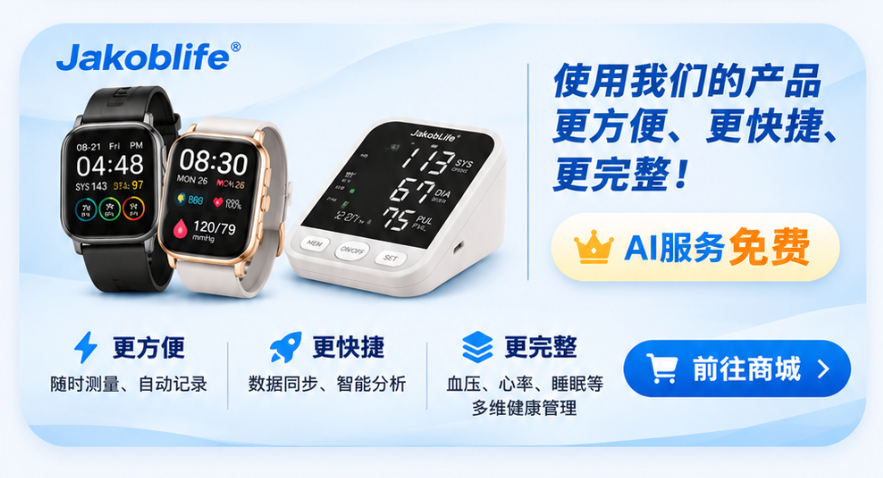 Jakoblife®
使用我们的产品
更方便、更快捷、
更完整！
AI服务免费
08-21 Fri PM
04:48
SYS 143
97
08:30
MON 26
120/79
mmHg
JakobLife®
113 SYS
67 DIA
75 PUL
MEM
ON/OFF
SET
更方便
随时测量、自动记录
更快捷
数据同步、智能分析
更完整
血压、心率、睡眠等
多维健康管理
前往商城